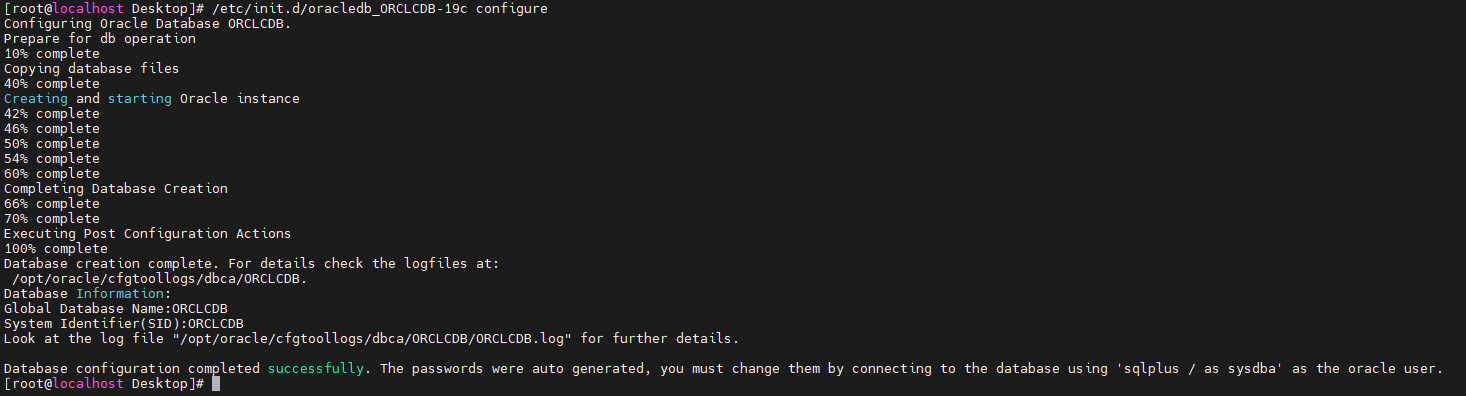 [root@localhost Desktop]# /etc/init.d/oracledb_ORCLCDB-19c configure
Configuring Oracle Database ORCLCDB.
Prepare for db operation
10% complete
Copying database files
40% complete
Creating and starting Oracle instance
42% complete
46% complete
50% complete
54% complete
60% complete
Completing Database Creation
66% complete
70% complete
Executing Post Configuration Actions
100% complete
Database creation complete. For details check the logfiles at:
 /opt/oracle/cfgtoollogs/dbca/ORCLCDB.
Database Information:
Global Database Name:ORCLCDB
System Identifier(SID):ORCLCDB
Look at the log file "/opt/oracle/cfgtoollogs/dbca/ORCLCDB/ORCLCDB.log" for further details.

Database configuration completed successfully. The passwords were auto generated, you must change them by connecting to the database using 'sqlplus / as sysdba' as the oracle user.
[root@localhost Desktop]#